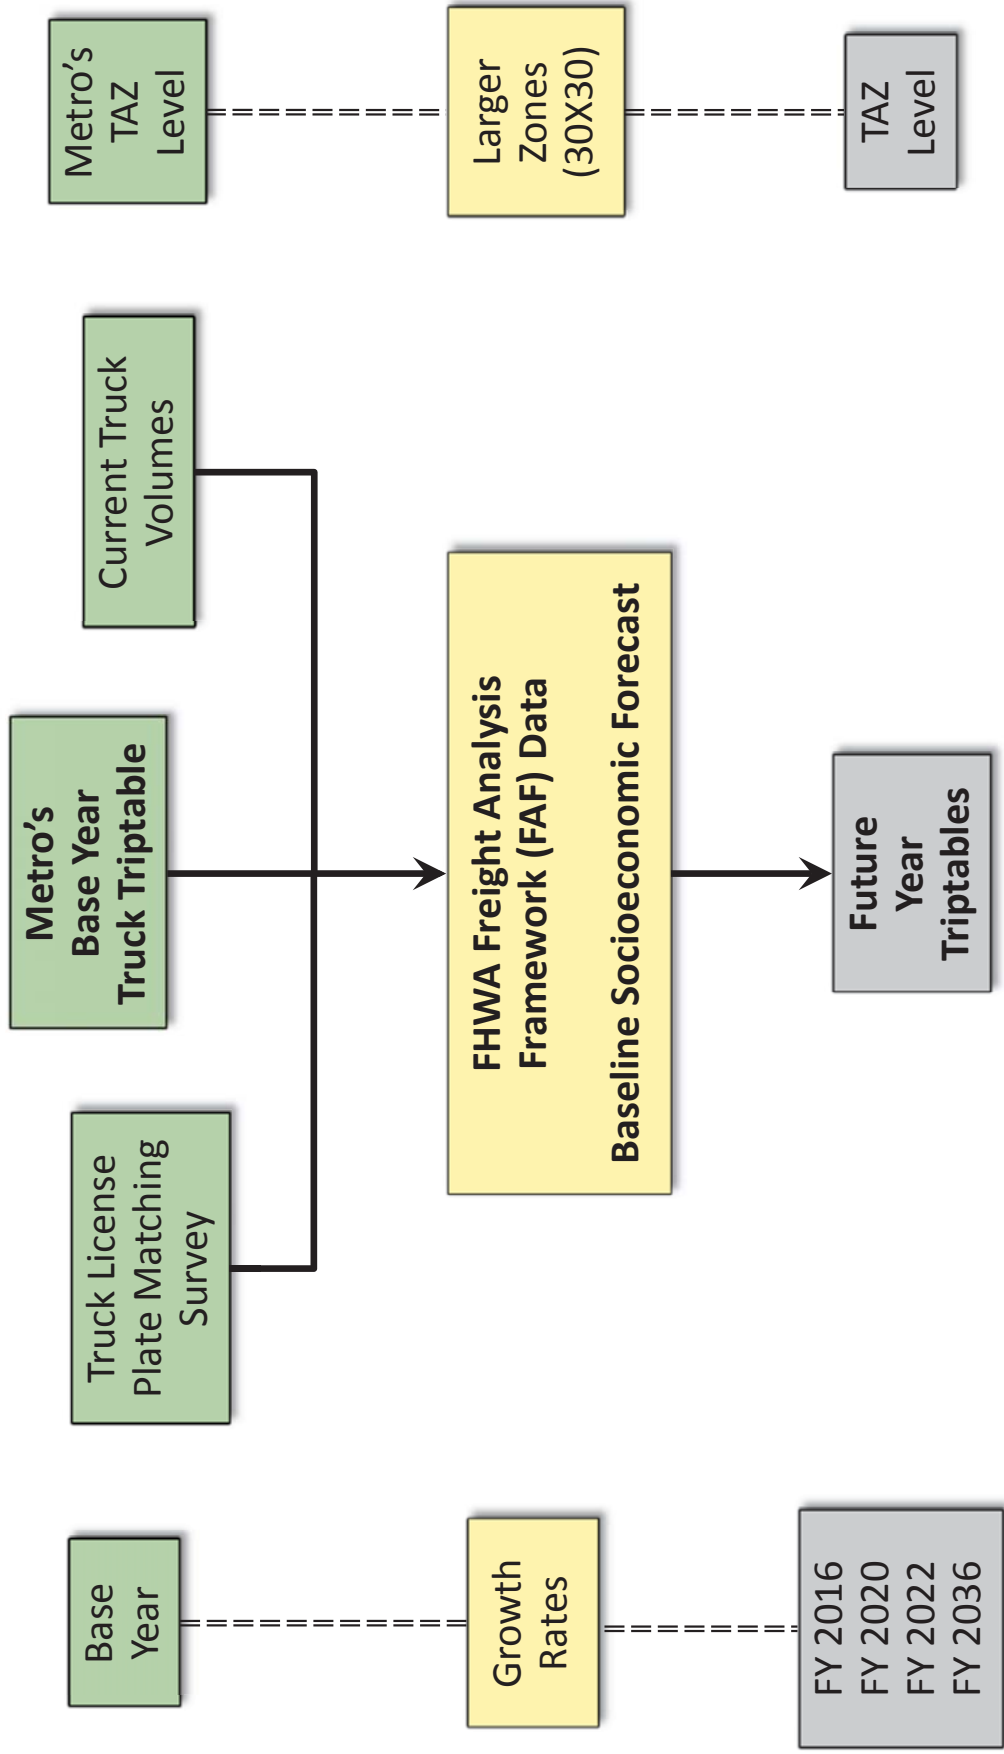 Base
Year
Truck License
Plate Matching
Survey
Metro's
Base Year
Truck Triptable
Current Truck
Volumes
Metro's
TAZ
Level
Growth
Rates
FHWA Freight Analysis
Framework (FAF) Data
Baseline Socioeconomic Forecast
Larger
Zones
(30X30)
FY 2016
FY 2020
FY 2022
FY 2036
Future
Year
Triptables
TAZ
Level